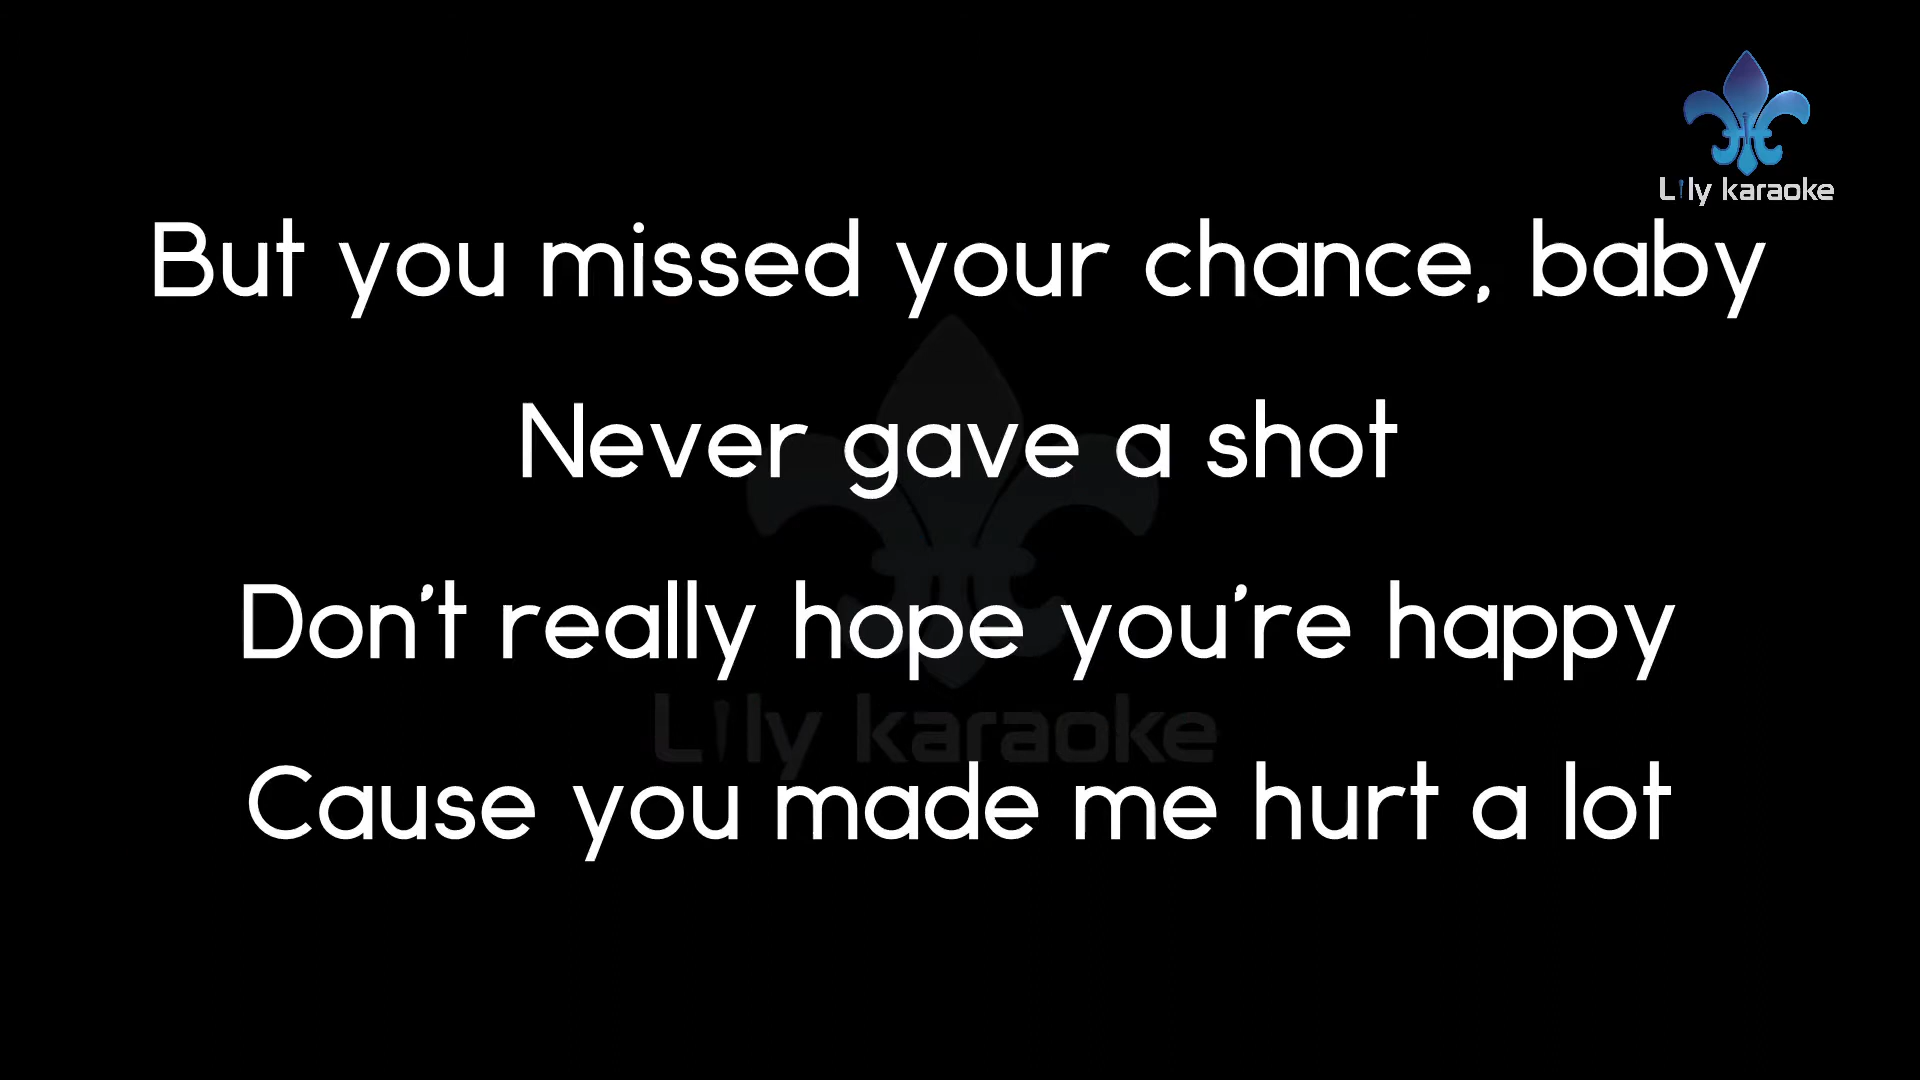 Lily karaoke
But you missed your chance, baby
Never gave a shot
Don't really hope you're happy
Lily karaoke
Cause you made me hurt a lot